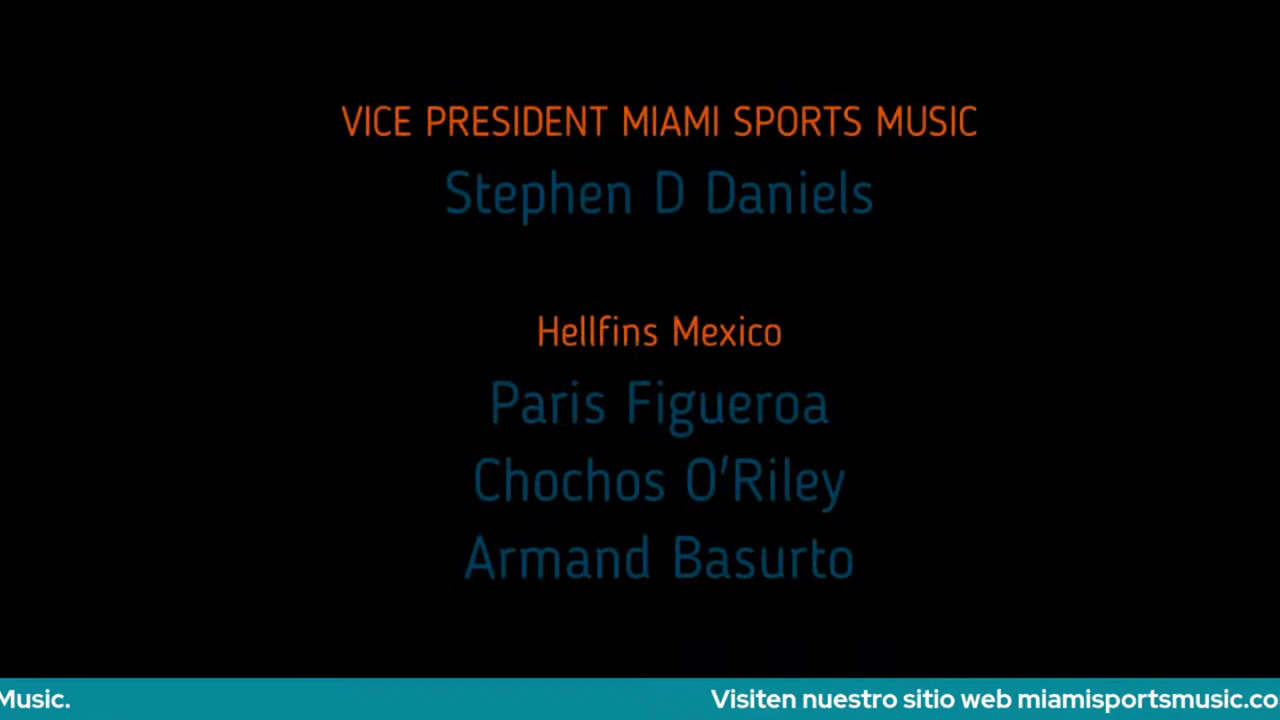 VICE PRESIDENT MIAMI SPORTS MUSIC
Stephen D Daniels
Hellfins Mexico
Paris Figueroa
Chochos O'Riley
Armand Basurto
Music. Visiten nuestro sitio web miamisportsmusic.co